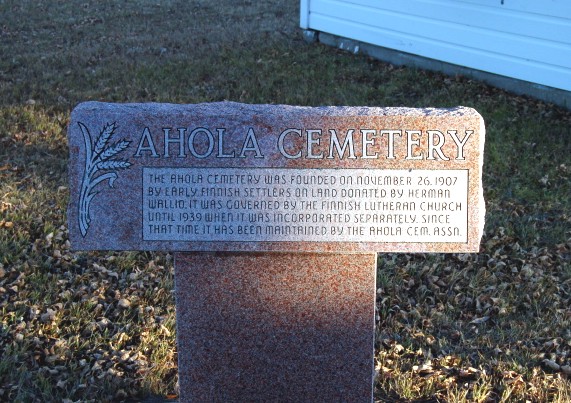 AHOLA CEMETERY
THE AHOLA CEMETERY WAS FOUNDED ON NOVEMBER 26, 1907
BY EARLY FINNISH SETTLERS ON LAND DONATED BY HERMAN
WALLIO. IT WAS GOVERNED BY THE FINNISH LUTHERAN CHURCH
UNTIL 1939 WHEN IT WAS INCORPORATED SEPARATELY. SINCE
THAT TIME IT HAS BEEN MAINTAINED BY THE AHOLA CEM. ASSN.